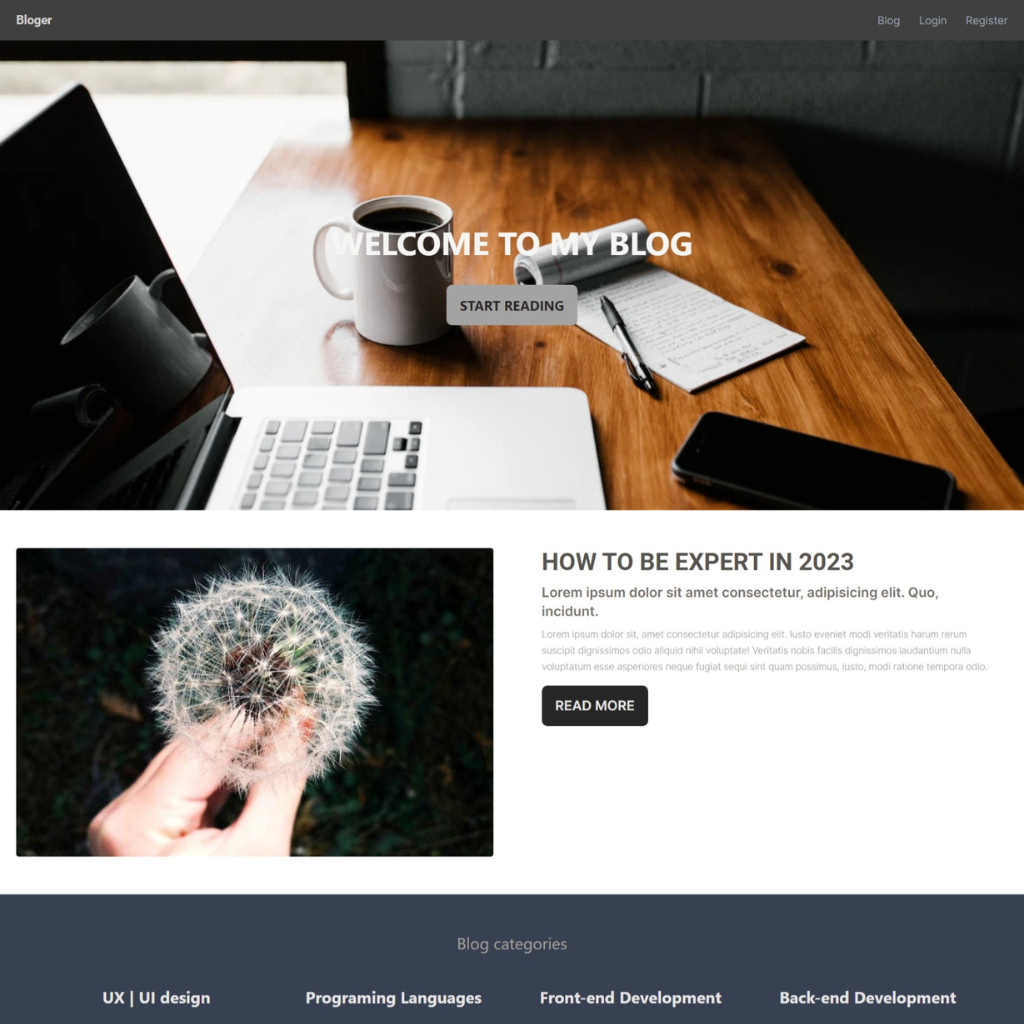 Bloger
Blog Login Register
WELCOME TO MY BLOG
START READING
HOW TO BE EXPERT IN 2023
Lorem ipsum dolor sit amet consectetur, adipisicing elit. Quo,
incidunt.
Lorem ipsum dolor sit, amet consectetur adipisicing elit. Iusto eveniet modi veritatis harum rerum
suscipit dignissimos odio aliquid nihil voluptate! Veritatis nobis facilis dignissimos laudantium nulla
voluptatum esse asperiores neque fugiat sequi sint quam possimus, iusto, modi ratione tempora odio.
READ MORE
Blog categories
UX | UI design Programing Languages Front-end Development Back-end Development